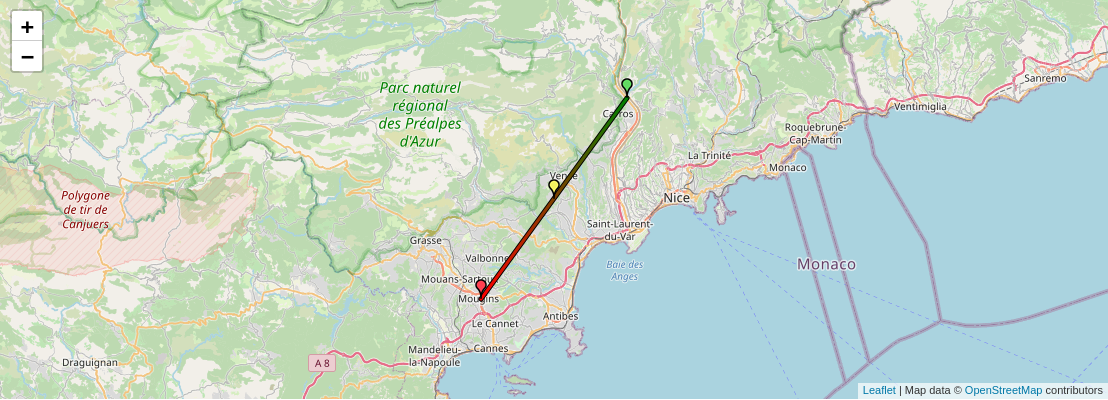 +
−
Parc naturel
régional
des Préalpes
d'Azur
Carros
Sanremo
Ventimiglia
Roquebrune-
Cap-Martin
La Trinité
Monaco
Vence
Polygone
de tir de
Canjuers
Nice
Saint-Laurent-
du-Var
Grasse
Valbonne
Baie des
Anges
Monaco
Mouans-Sartoux
Mougins
Le Cannet
Antibes
Cannes
Mandelieu-
la-Napoule
A 8
Draguignan
Leaflet | Map data © OpenStreetMap contributors